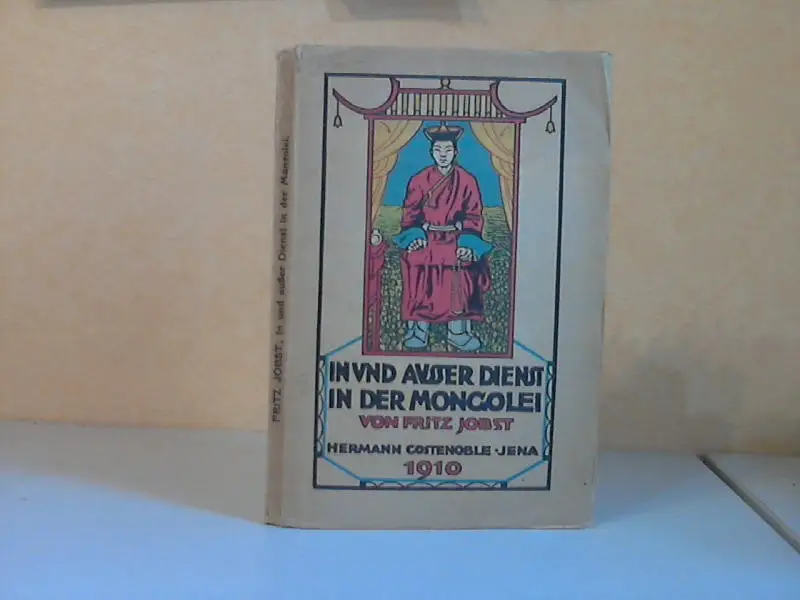 FRITZ JOBST, In und außer Dienst in der Mongolei.
IN VND AUSSER DIENST
IN DER MONGOLEI
VON FRITZ JOBST
HERMANN COSTENOBLE · JENA
1910